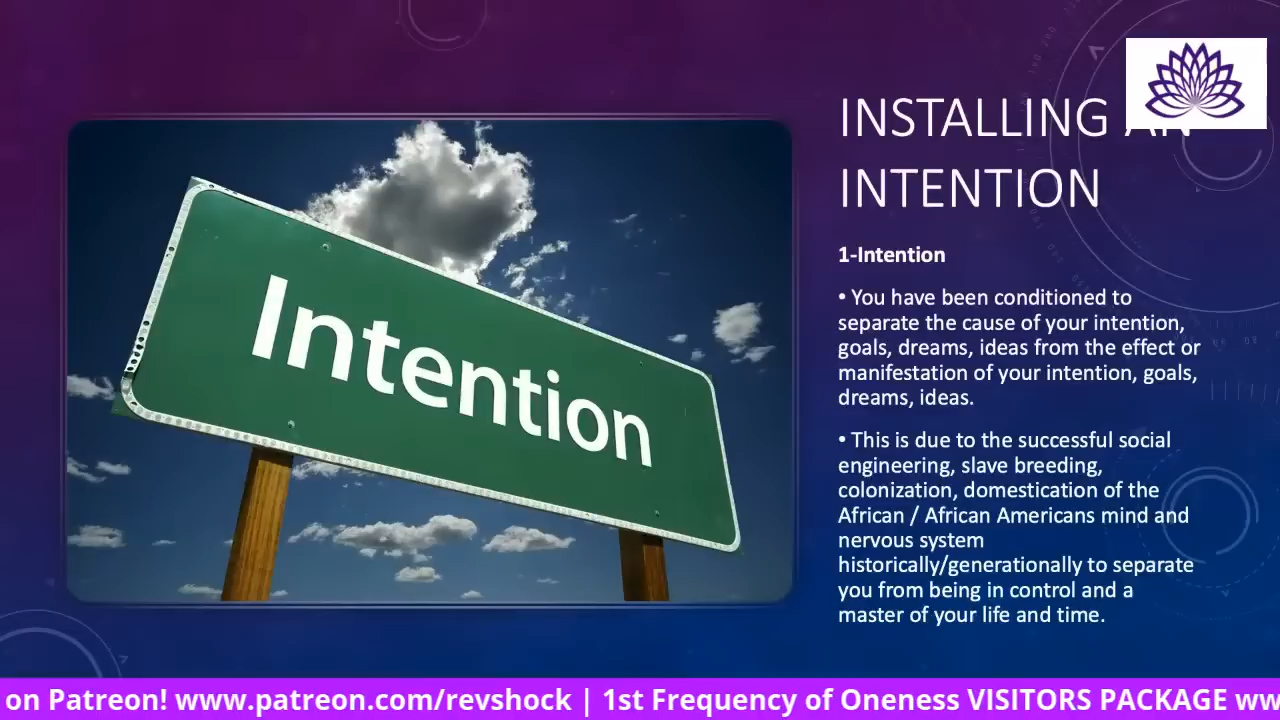 INSTALLING AN
INTENTION
Intention
1-Intention
• You have been conditioned to
separate the cause of your intention,
goals, dreams, ideas from the effect or
manifestation of your intention, goals,
dreams, ideas.
• This is due to the successful social
engineering, slave breeding,
colonization, domestication of the
African / African Americans mind and
nervous system
historically/generationally to separate
you from being in control and a
master of your life and time.
on Patreon! www.patreon.com/revshock | 1st Frequency of Oneness VISITORS PACKAGE